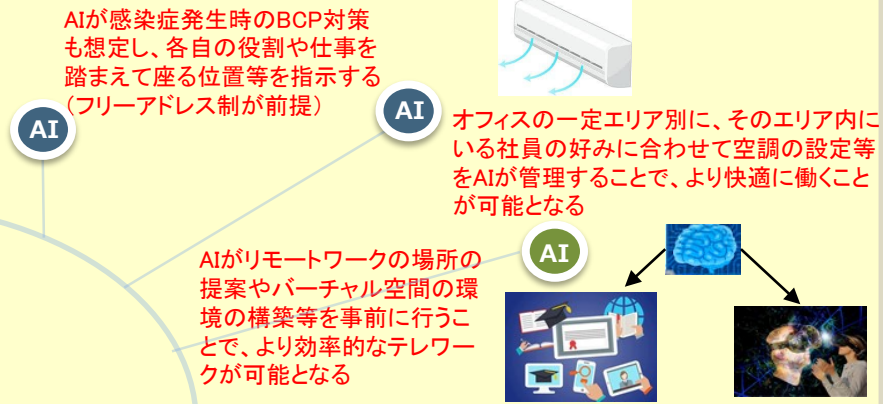 AIが感染症発生時のBCP対策
も想定し、各自の役割や仕事を
踏まえて座る位置等を指示する
(フリーアドレス制が前提)
AI
AI
オフィスの一定エリア別に、そのエリア内に
いる社員の好みに合わせて空調の設定等
をAIが管理することで、より快適に働くこと
が可能となる
AIがリモートワークの場所の
提案やバーチャル空間の環
境の構築等を事前に行うこ
とで、より効率的なテレワー
クが可能となる
AI